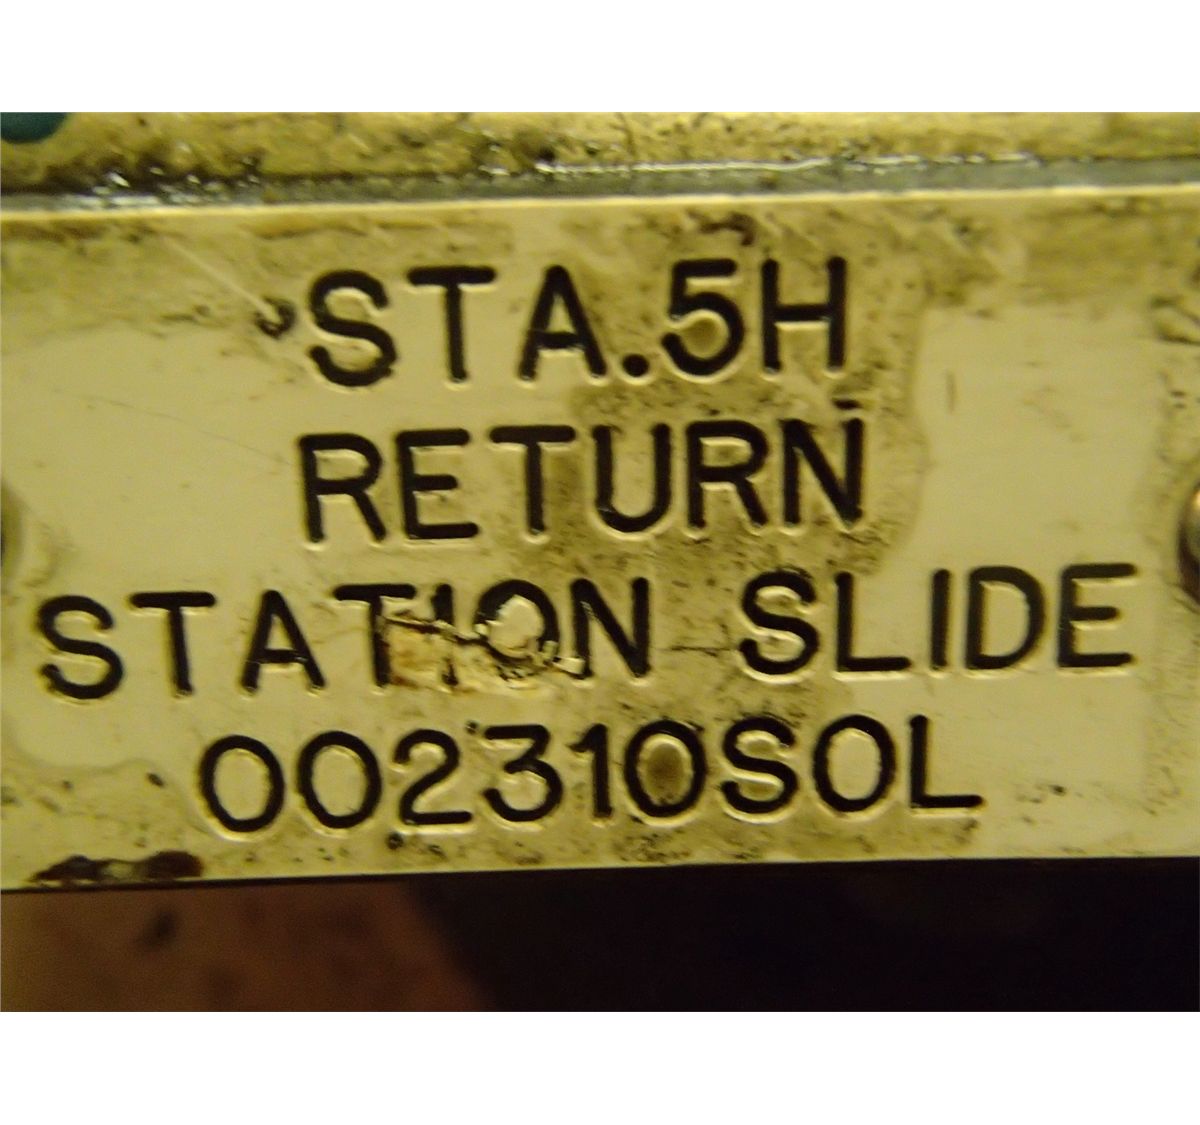 STA.5H
RETURN
STATION SLIDE
002310SOL